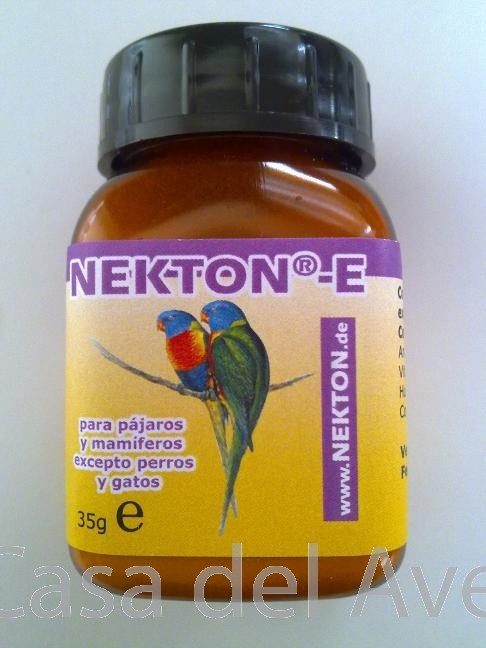 NEKTON®-E
para pájaros
y mamíferos
excepto perros
y gatos
35g e
www.NEKTON.de
Casa del Ave